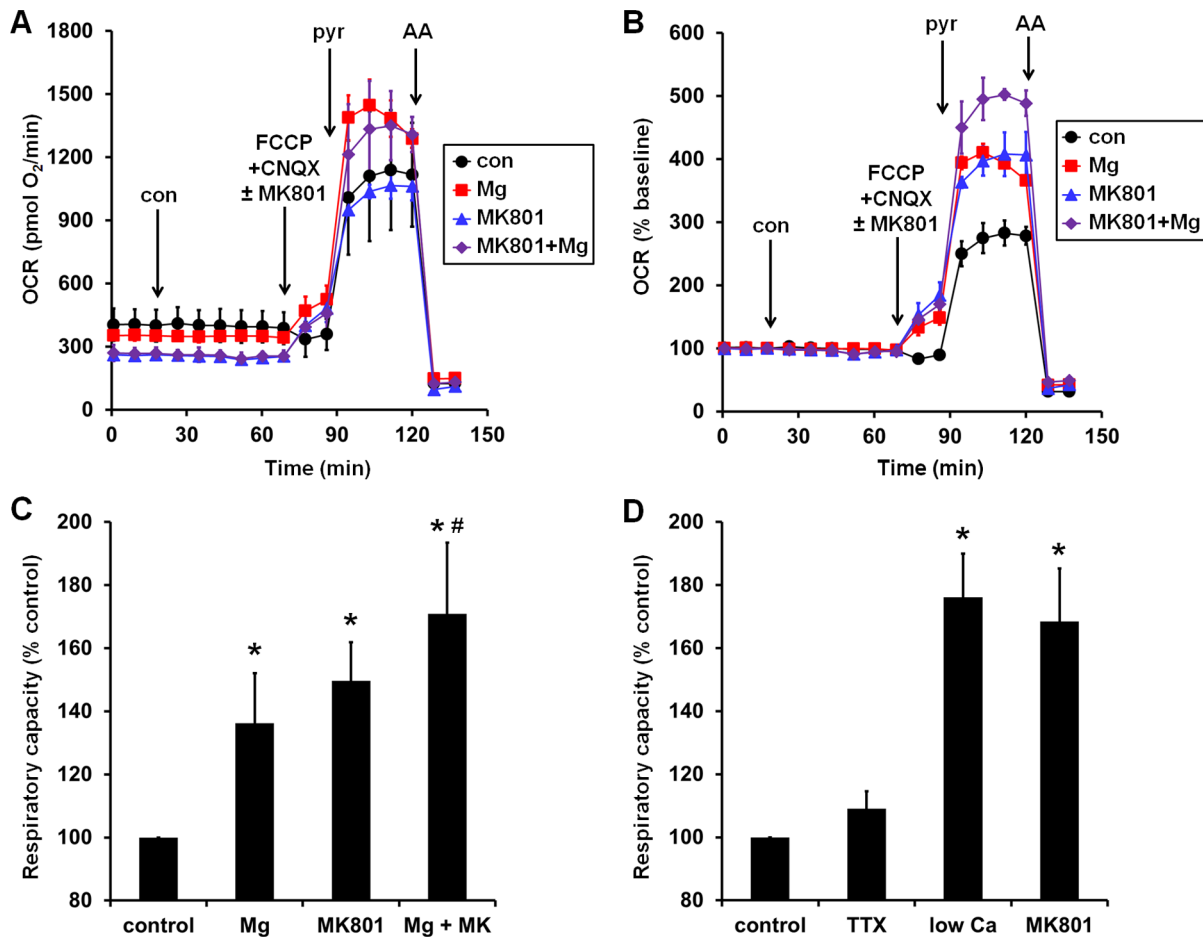 A
OCR (pmol O2/min)
1800
1500
1200
900
600
300
0
0
30
60
90
120
150
Time (min)
con
FCCP
+CNQX
± MK801
pyr
AA
con
Mg
MK801
MK801+Mg
B
OCR (% baseline)
600
500
400
300
200
100
0
0
30
60
90
120
150
Time (min)
con
FCCP
+CNQX
± MK801
pyr
AA
con
Mg
MK801
MK801+Mg
C
Respiratory capacity (% control)
200
180
160
140
120
100
80
*
*
* #
control
Mg
MK801
Mg + MK
D
Respiratory capacity (% control)
200
180
160
140
120
100
80
*
*
control
TTX
low Ca
MK801